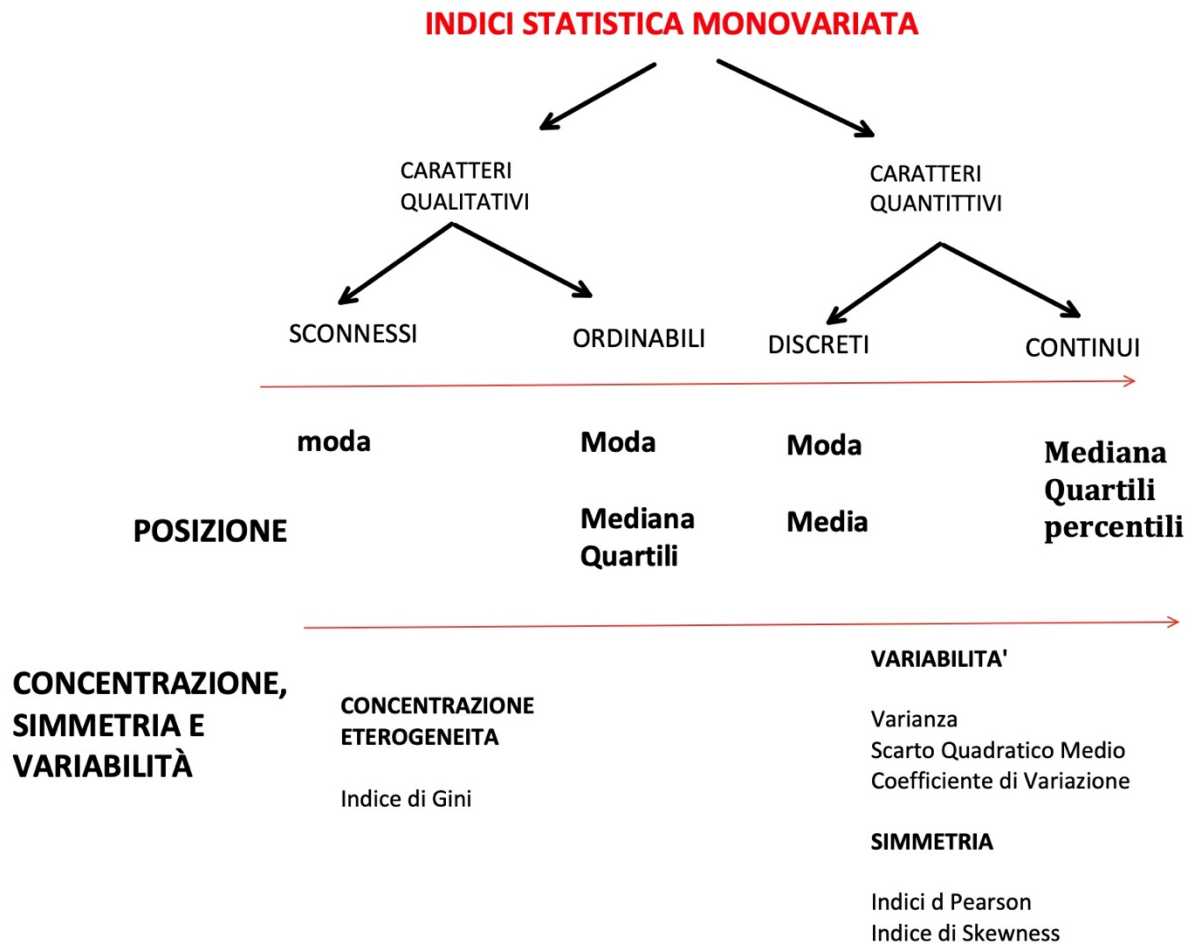 INDICI STATISTICA MONOVARIATA
CARATTERI
QUALITATIVI
CARATTERI
QUANTITTIVI
SCONNESSI
ORDINABILI
DISCRETI
CONTINUI
POSIZIONE
moda
Moda
Mediana
Quartili
Moda
Media
Mediana
Quartili
percentili
CONCENTRAZIONE,
SIMMETRIA E
VARIABILITÀ
CONCENTRAZIONE
ETEROGENEITA
Indice di Gini
VARIABILITA'
Varianza
Scarto Quadratico Medio
Coefficiente di Variazione
SIMMETRIA
Indici d Pearson
Indice di Skewness